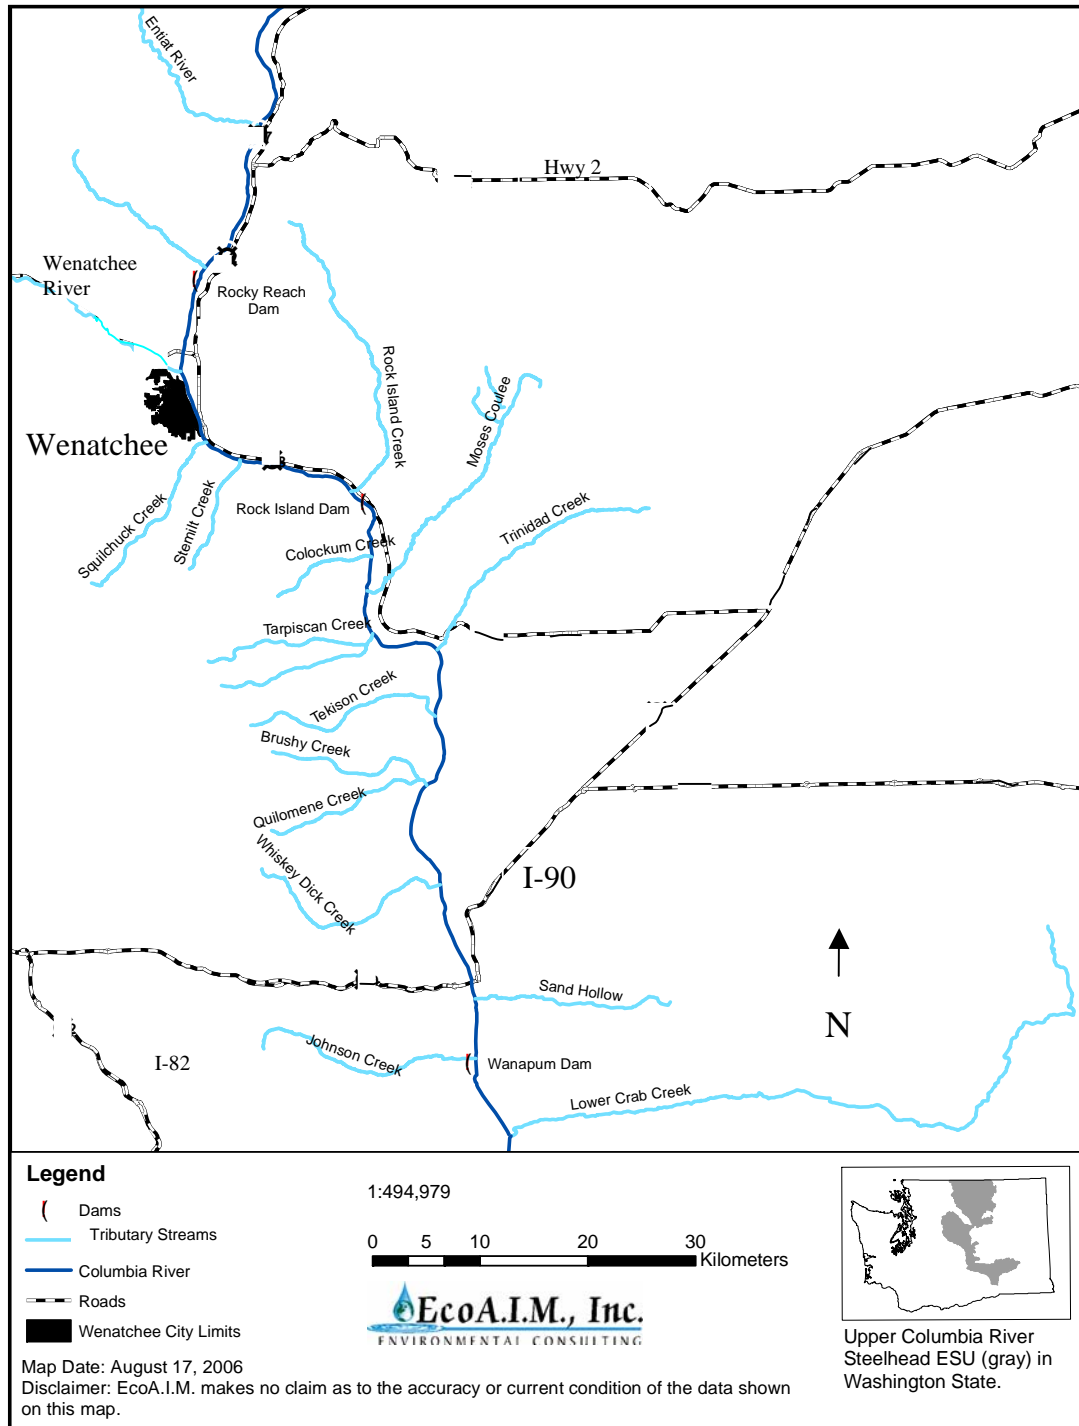 Entiat River
Hwy 2
Wenatchee
River
Rocky Reach
Dam
Rock Island Creek
Moses Coulee
Wenatchee
Squilchuck Creek
Stemilt Creek
Rock Island Dam
Trinidad Creek
Colockum Creek
Tarpiscan Creek
Tekison Creek
Brushy Creek
Quilomene Creek
Whiskey Dick Creek
I-90
Sand Hollow
N
Johnson Creek
I-82
Wanapum Dam
Lower Crab Creek
Legend
Dams
Tributary Streams
Columbia River
Roads
Wenatchee City Limits
1:494,979
0 5 10 20 30
Kilometers
EcoA.I.M., Inc.
ENVIRONMENTAL CONSULTING
Upper Columbia River
Steelhead ESU (gray) in
Washington State.
Map Date: August 17, 2006
Disclaimer: EcoA.I.M. makes no claim as to the accuracy or current condition of the data shown
on this map.